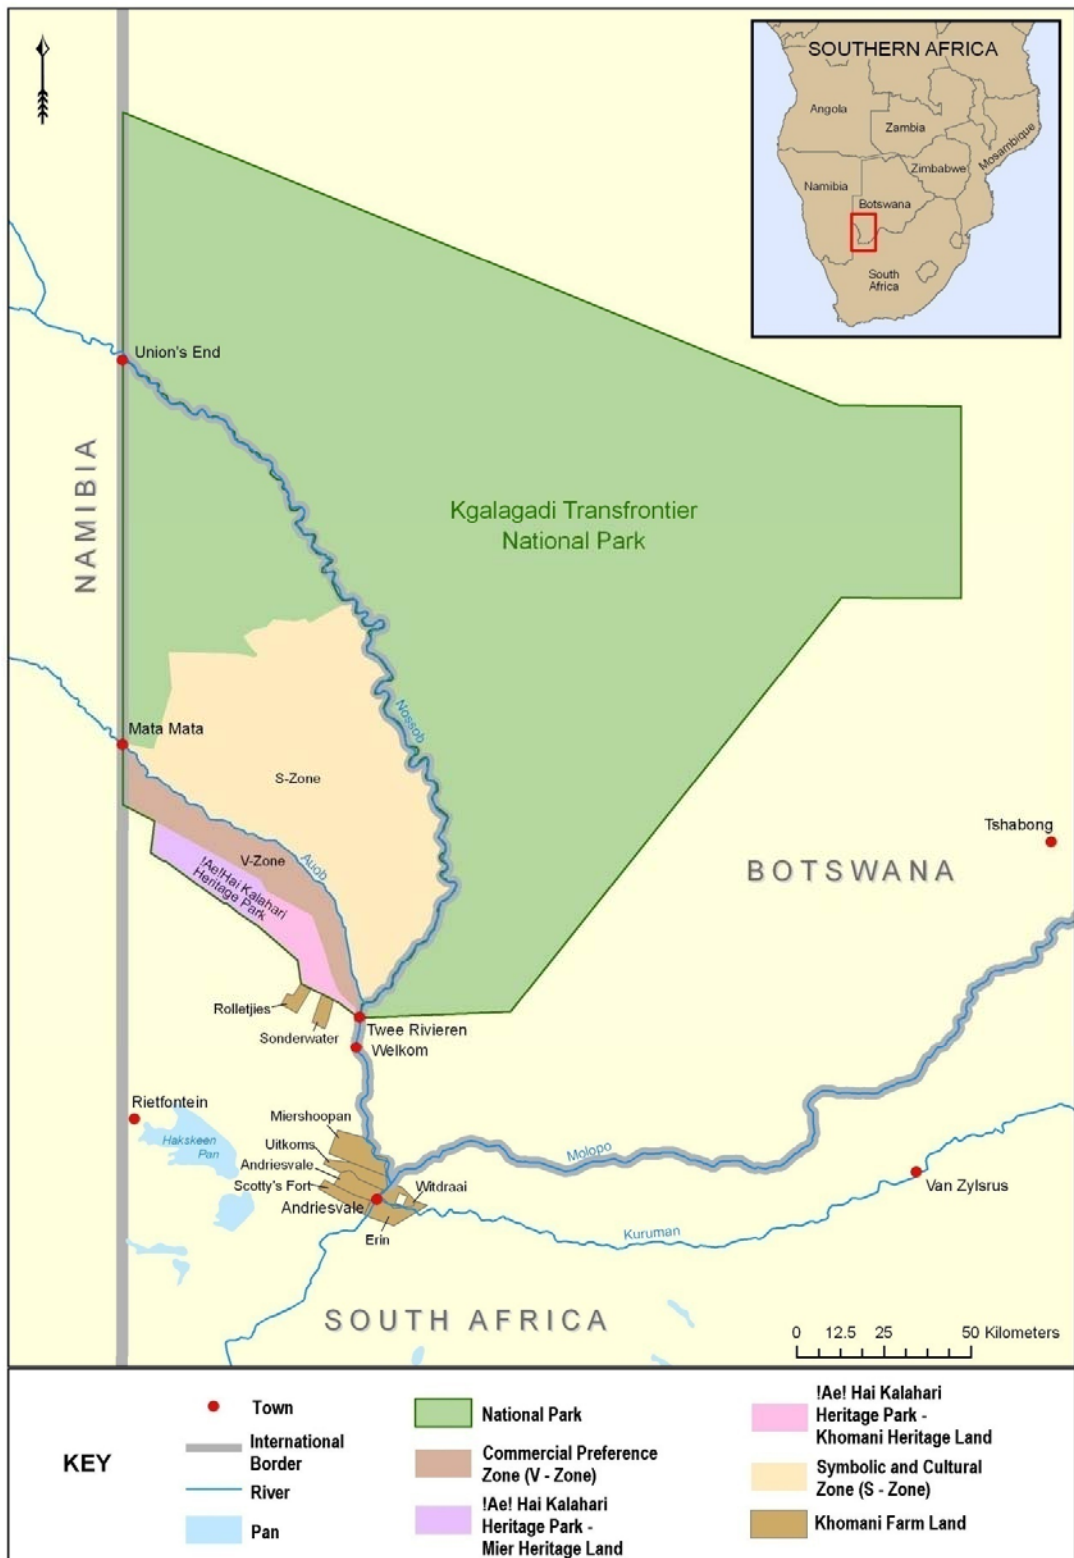 SOUTHERN AFRICA
Angola
Zambia
Mosambique
Zimbabwe
Namibia
Botswana
South
Africa
Union's End
NAMIBIA
Kgalagadi Transfrontier
National Park
Nossob
Mata Mata
S-Zone
Tshabong
V-Zone
Auob
!Ae!Hai Kalahari
Heritage Park
BOTSWANA
Rolletjies
Sonderwater
Twee Rivieren
Welkom
Rietfontein
Hakskeen
Pan
Miershoopan
Uitkoms
Andriesvale
Scotty's Fort
Andriesvale
Witdraai
Erin
Molopo
Van Zylsrus
Kuruman
SOUTH AFRICA
0 12.5 25 50 Kilometers
KEY
Town
International
Border
River
Pan
National Park
Commercial Preference
Zone (V - Zone)
!Ae! Hai Kalahari
Heritage Park -
Mier Heritage Land
!Ae! Hai Kalahari
Heritage Park -
Khomani Heritage Land
Symbolic and Cultural
Zone (S - Zone)
Khomani Farm Land